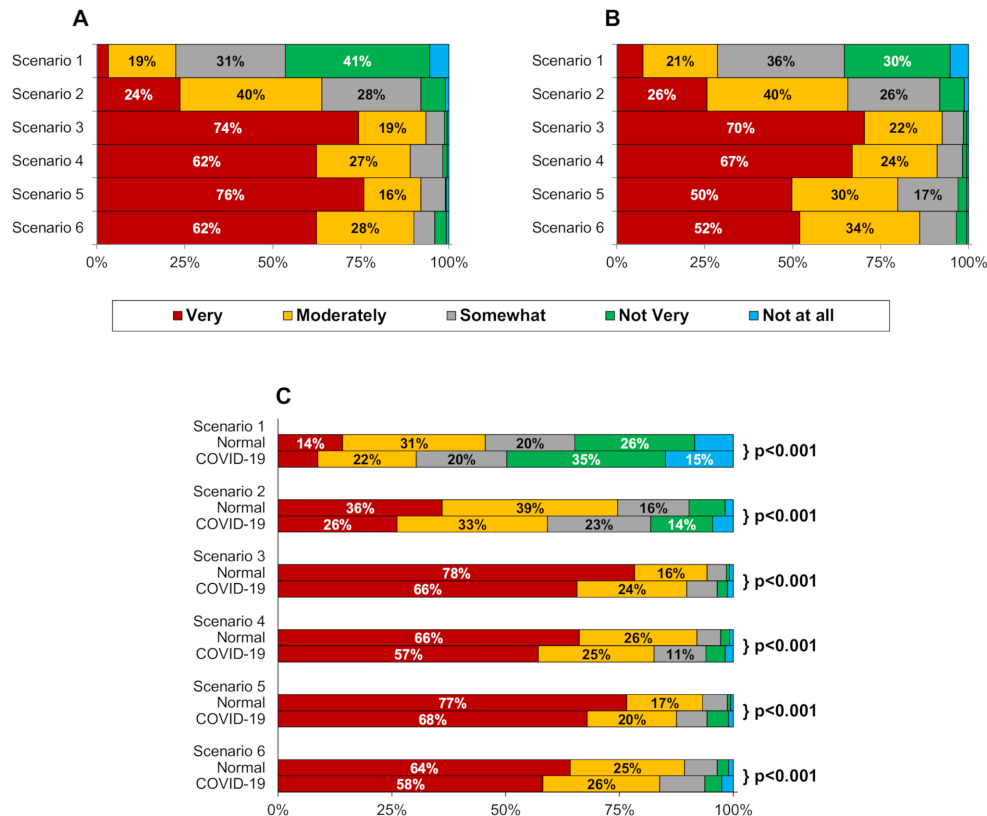 A
Scenario 1 19% 31% 41%
Scenario 2 24% 40% 28%
Scenario 3 74% 19%
Scenario 4 62% 27%
Scenario 5 76% 16%
Scenario 6 62% 28%
0% 25% 50% 75% 100%
B
Scenario 1 21% 36% 30%
Scenario 2 26% 40% 26%
Scenario 3 70% 22%
Scenario 4 67% 24%
Scenario 5 50% 30% 17%
Scenario 6 52% 34%
0% 25% 50% 75% 100%
Very Moderately Somewhat Not Very Not at all
C
Scenario 1
Normal 14% 31% 20% 26%
COVID-19 22% 20% 35% 15%
} p<0.001
Scenario 2
Normal 36% 39% 16%
COVID-19 26% 33% 23% 14%
} p<0.001
Scenario 3
Normal 78% 16%
COVID-19 66% 24%
} p<0.001
Scenario 4
Normal 66% 26%
COVID-19 57% 25% 11%
} p<0.001
Scenario 5
Normal 77% 17%
COVID-19 68% 20%
} p<0.001
Scenario 6
Normal 64% 25%
COVID-19 58% 26%
} p<0.001
0% 25% 50% 75% 100%